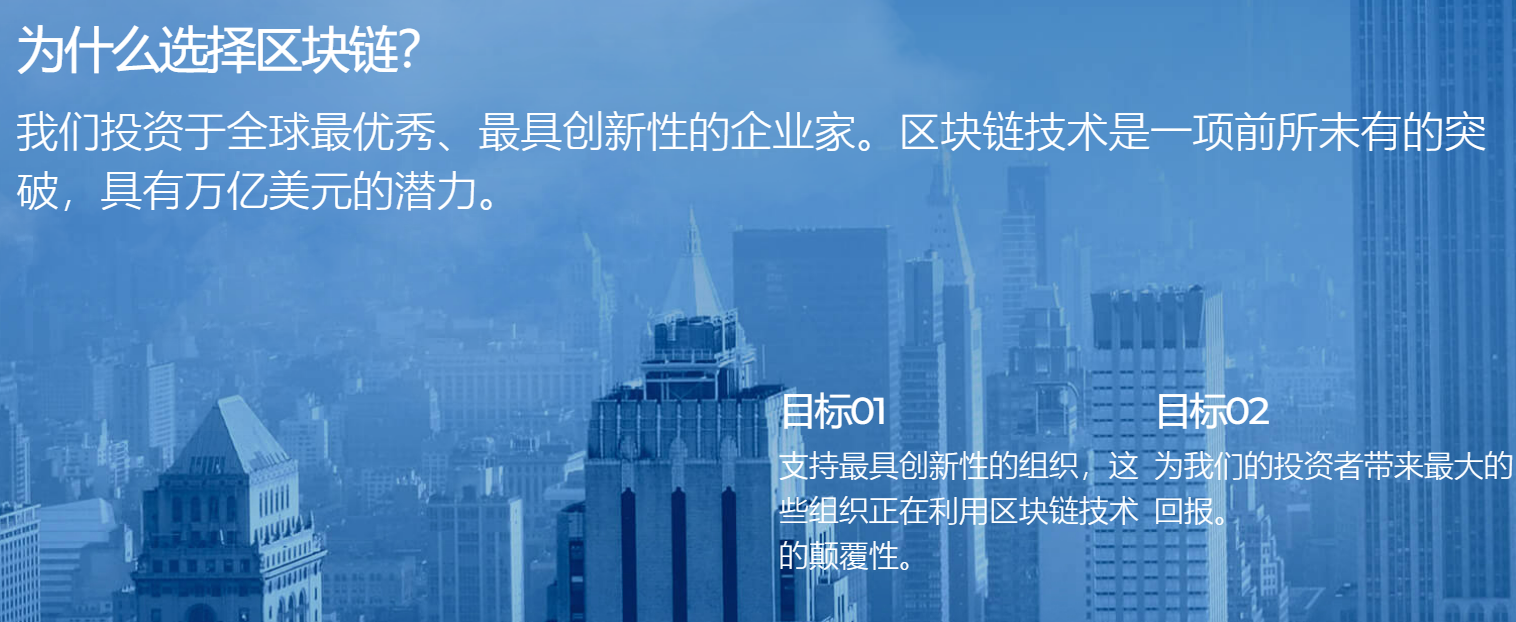 为什么选择区块链？
我们投资于全球最优秀、最具创新性的企业家。区块链技术是一项前所未有的突
破，具有万亿美元的潜力。
目标01
支持最具创新性的组织，这
些组织正在利用区块链技术
的颠覆性。
目标02
为我们的投资者带来最大的
回报。